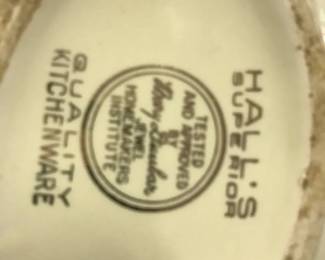 HALL'S
SUPERIOR
TESTED
AND APPROVED
BY
Mary Dunbar
JEWEL
HOMEMAKERS
INSTITUTE
QUALITY
KITCHENWARE